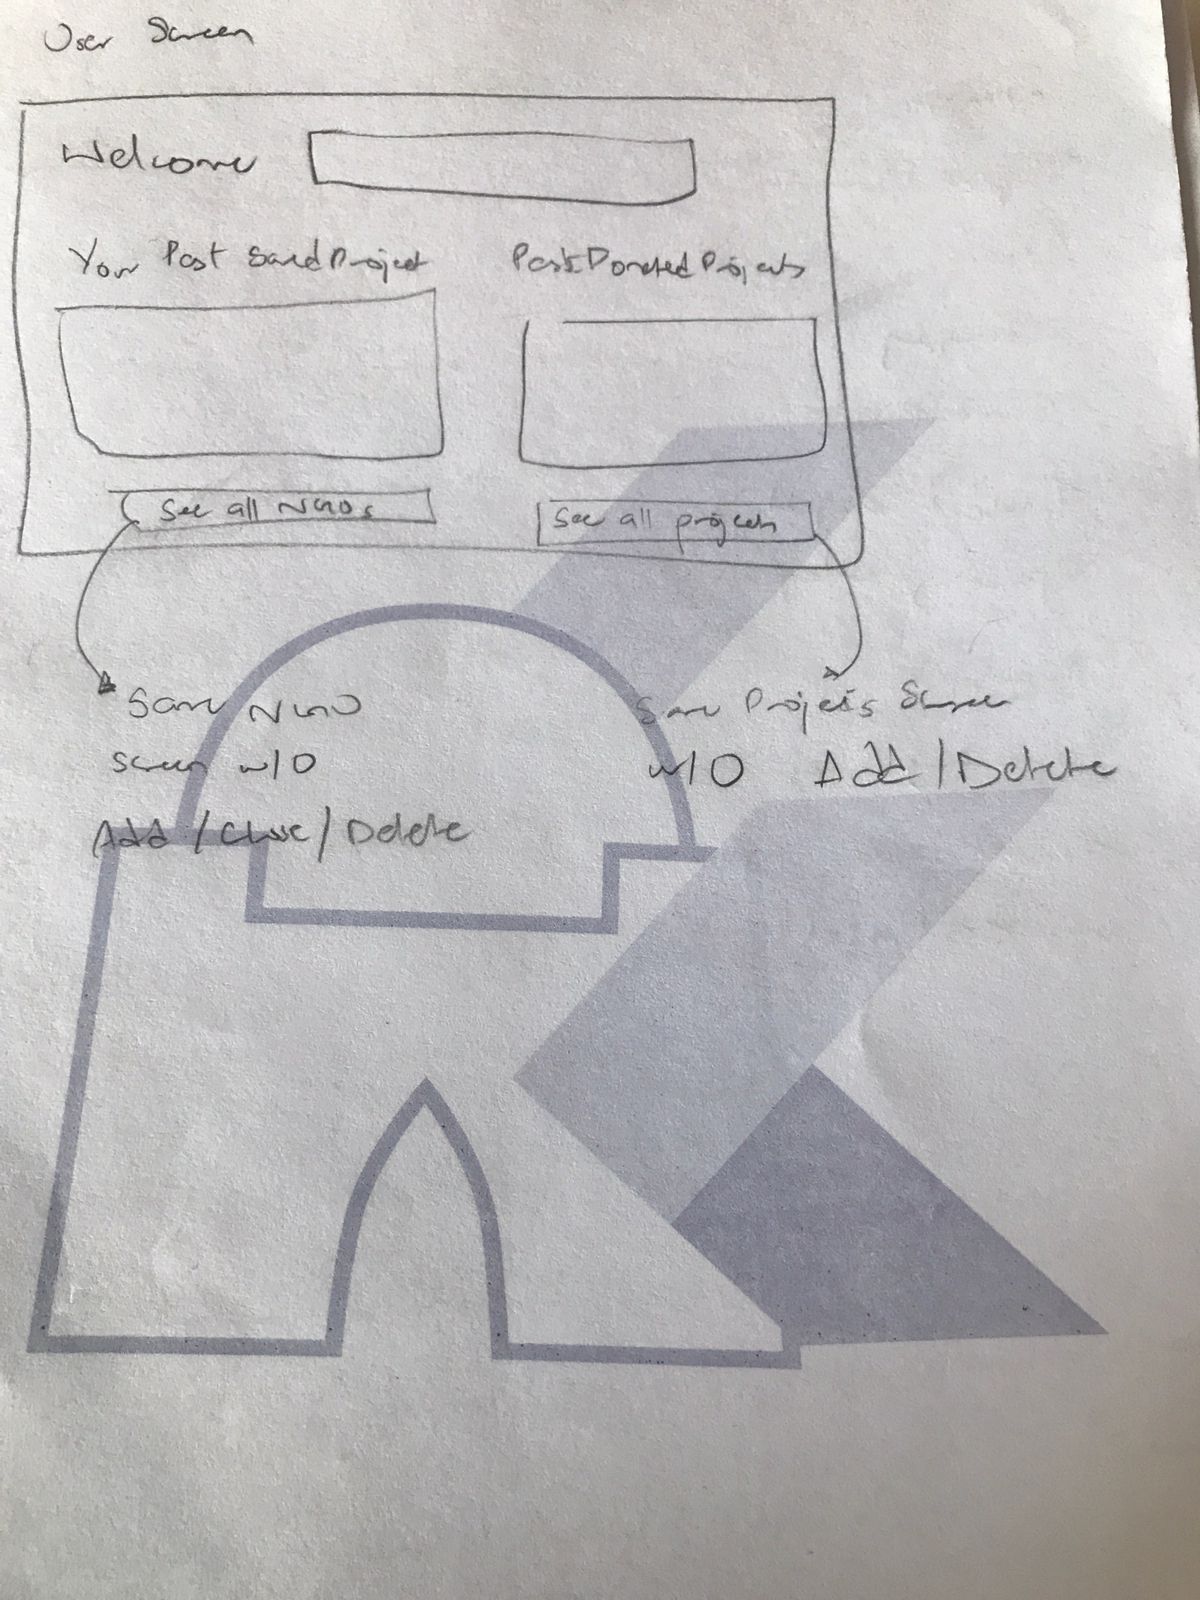 User Screen
Welcome
Your Past Saved Project
Past Donated Projects
See all NGOs
See all projects
Same NGO
screen w/o
Add / Close / Delete
Same Projects Screen
w/o Add / Delete